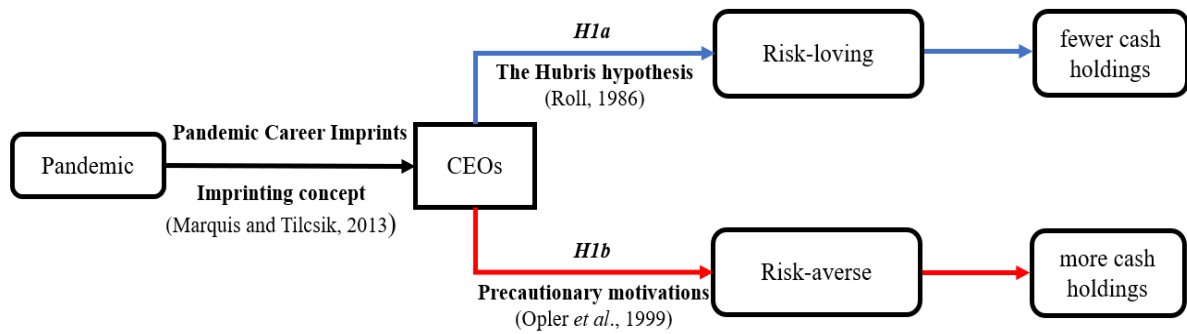 Pandemic
Pandemic Career Imprints
Imprinting concept
(Marquis and Tilcsik, 2013)
CEOs
H1a
The Hubris hypothesis
(Roll, 1986)
Risk-loving
fewer cash
holdings
H1b
Precautionary motivations
(Opler et al., 1999)
Risk-averse
more cash
holdings